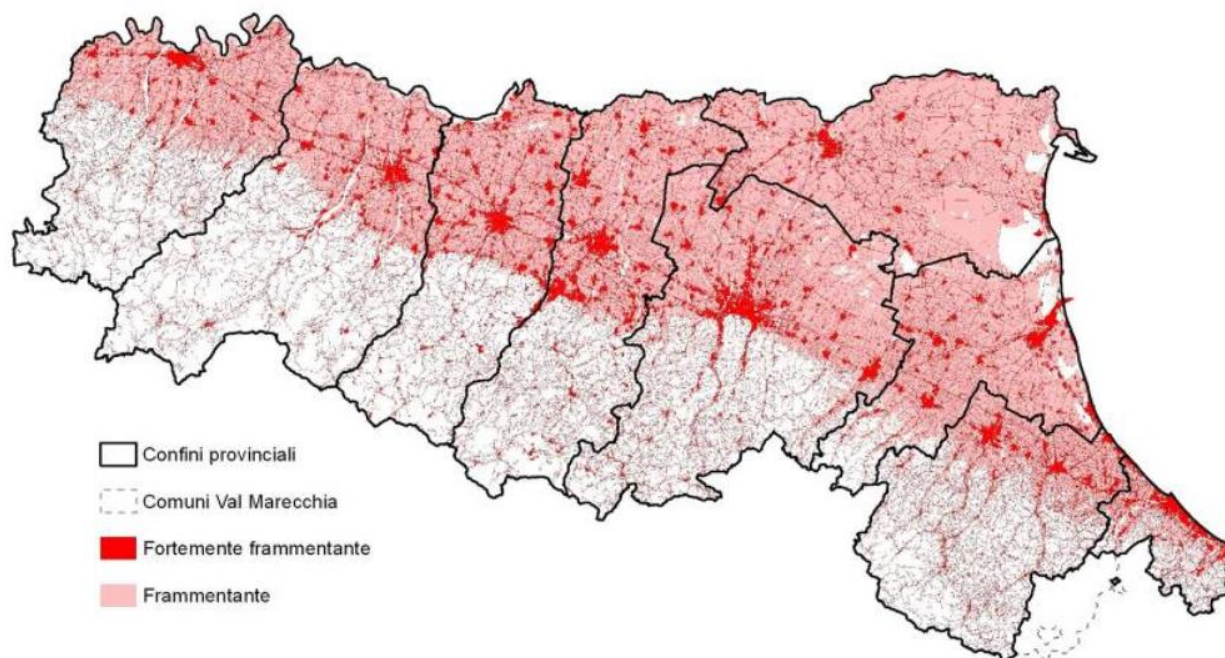 Confini provinciali
Comuni Val Marecchia
Fortemente frammentante
Frammentante